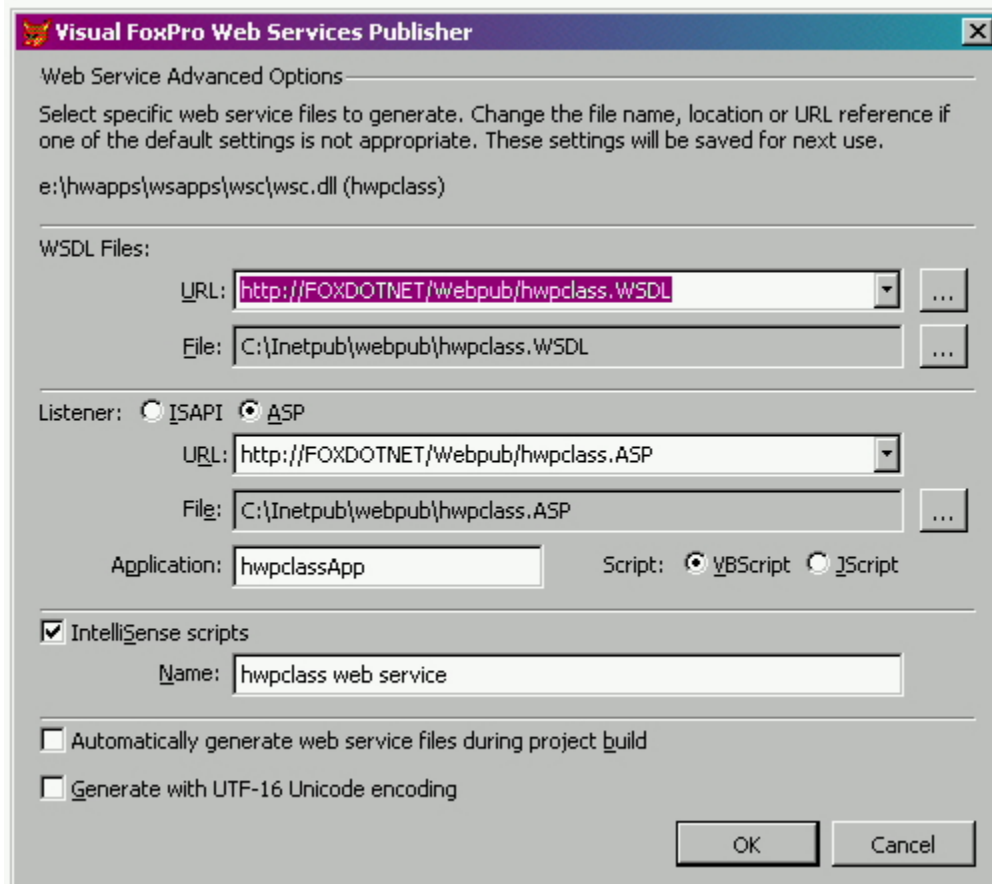 Visual FoxPro Web Services Publisher
Web Service Advanced Options
Select specific web service files to generate. Change the file name, location or URL reference if
one of the default settings is not appropriate. These settings will be saved for next use.
e:\hwapps\wsapps\wsc\wsc.dll (hwpclass)
WSDL Files:
URL: http://FOXDOTNET/Webpub/hwpclass.WSDL ...
File: C:\Inetpub\webpub\hwpclass.WSDL ...
Listener: ISAPI ASP
URL: http://FOXDOTNET/Webpub/hwpclass.ASP
File: C:\Inetpub\webpub\hwpclass.ASP ...
Application: hwpclassApp Script: VBScript JScript
IntelliSense scripts
Name: hwpclass web service
Automatically generate web service files during project build
Generate with UTF-16 Unicode encoding
OK Cancel